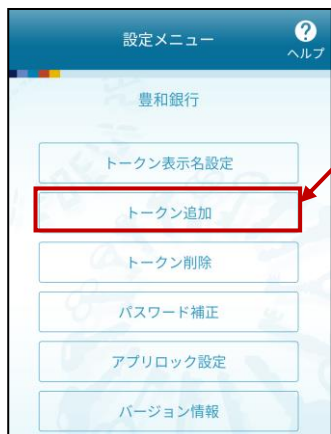 設定メニュー
?
ヘルプ
豊和銀行
トークン表示名設定
トークン追加
トークン削除
パスワード補正
アプリロック設定
バージョン情報